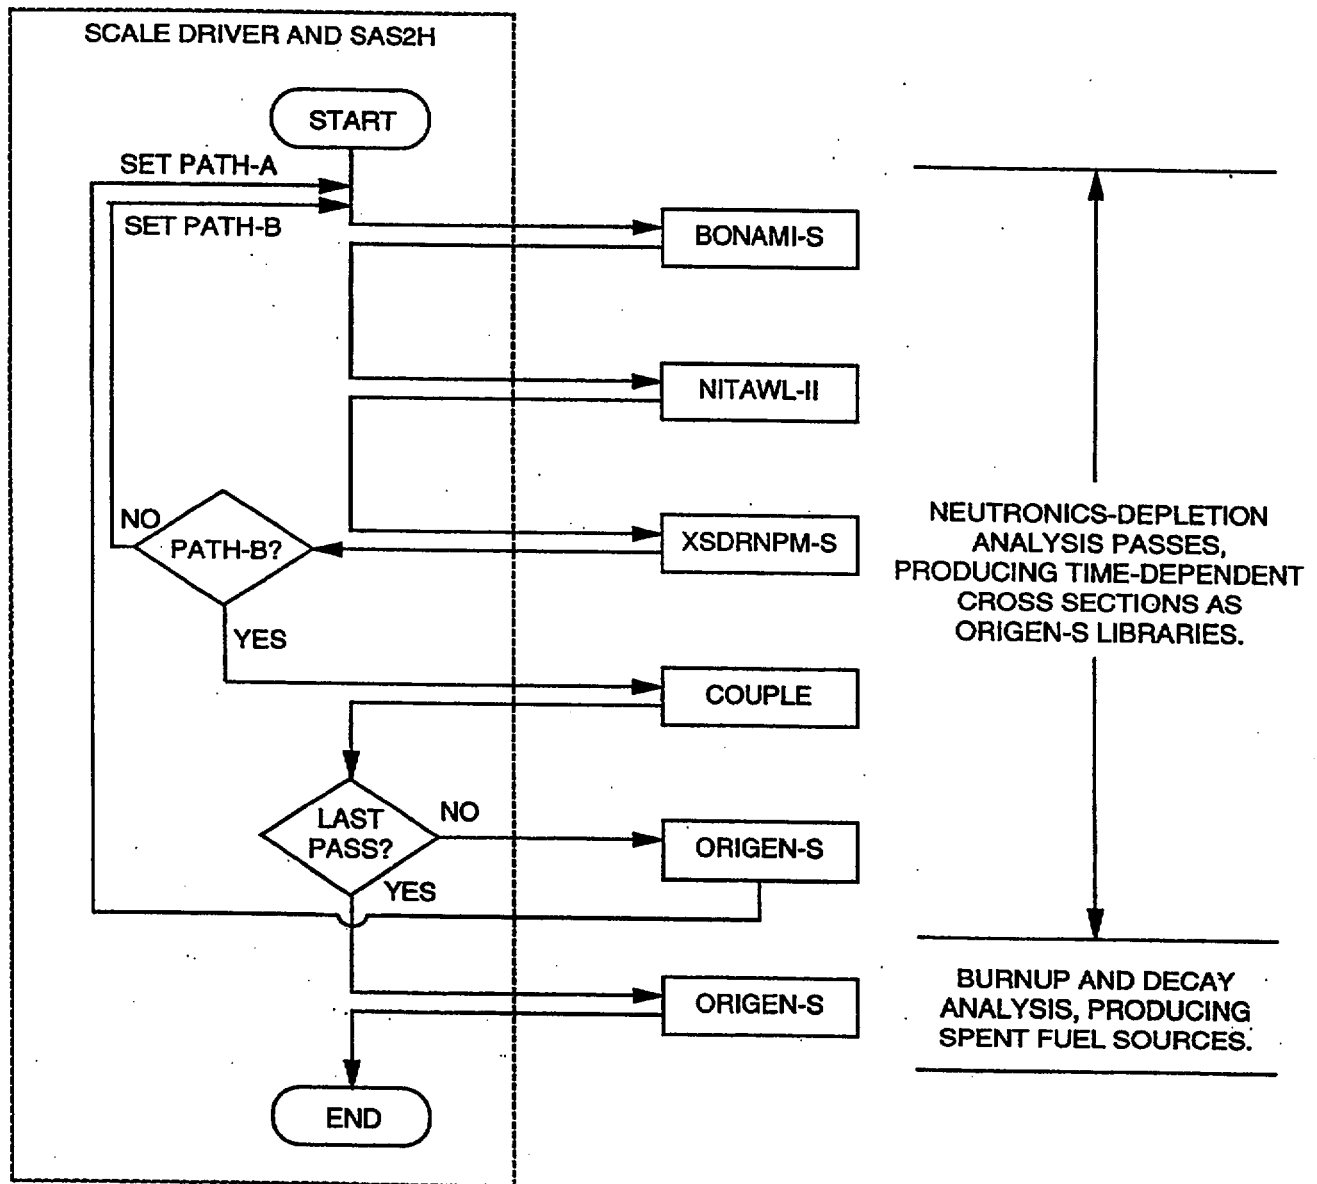 SCALE DRIVER AND SAS2H
START
SET PATH-A
SET PATH-B
BONAMI-S
NITAWL-II
NO
PATH-B?
XSDRNPM-S
YES
COUPLE
LAST
PASS?
NO
ORIGEN-S
YES
ORIGEN-S
END
NEUTRONICS-DEPLETION
ANALYSIS PASSES,
PRODUCING TIME-DEPENDENT
CROSS SECTIONS AS
ORIGEN-S LIBRARIES.
BURNUP AND DECAY
ANALYSIS, PRODUCING
SPENT FUEL SOURCES.